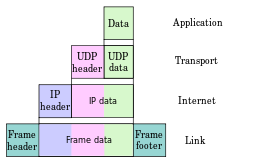 Data Application
UDP header UDP data Transport
IP header IP data Internet
Frame header Frame data Frame footer Link